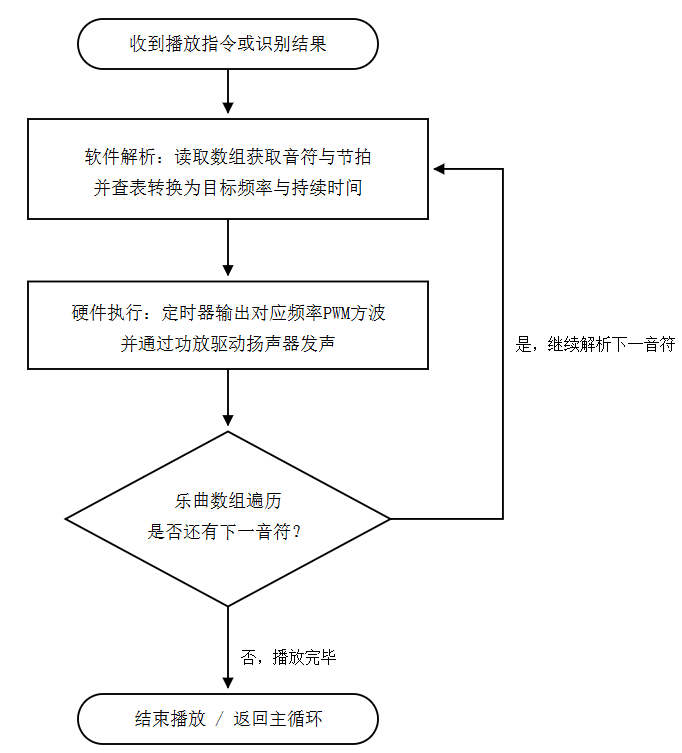 收到播放指令或识别结果
软件解析：读取数组获取音符与节拍
并查表转换为目标频率与持续时间
硬件执行：定时器输出对应频率PWM方波
并通过功放驱动扬声器发声
是，继续解析下一音符
乐曲数组遍历
是否还有下一音符？
否，播放完毕
结束播放 / 返回主循环